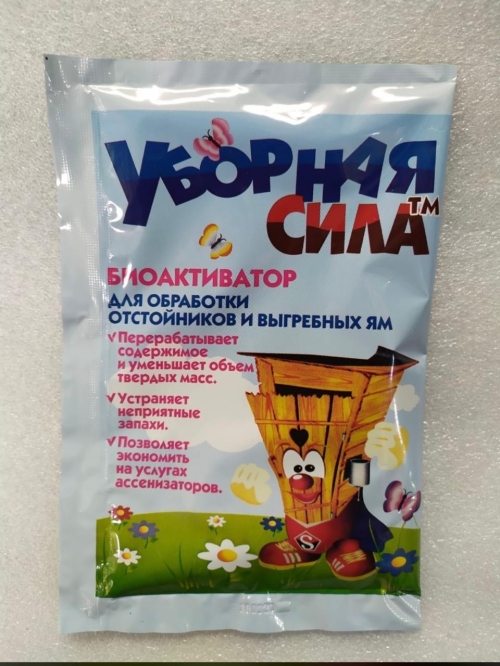 УБОРНАЯ
СИЛА™
БИОАКТИВАТОР
ДЛЯ ОБРАБОТКИ
ОТСТОЙНИКОВ И ВЫГРЕБНЫХ ЯМ
√ Перерабатывает
содержимое
и уменьшает объем
твердых масс.
√ Устраняет
неприятные
запахи.
√ Позволяет
экономить
на услугах
ассенизаторов.
S